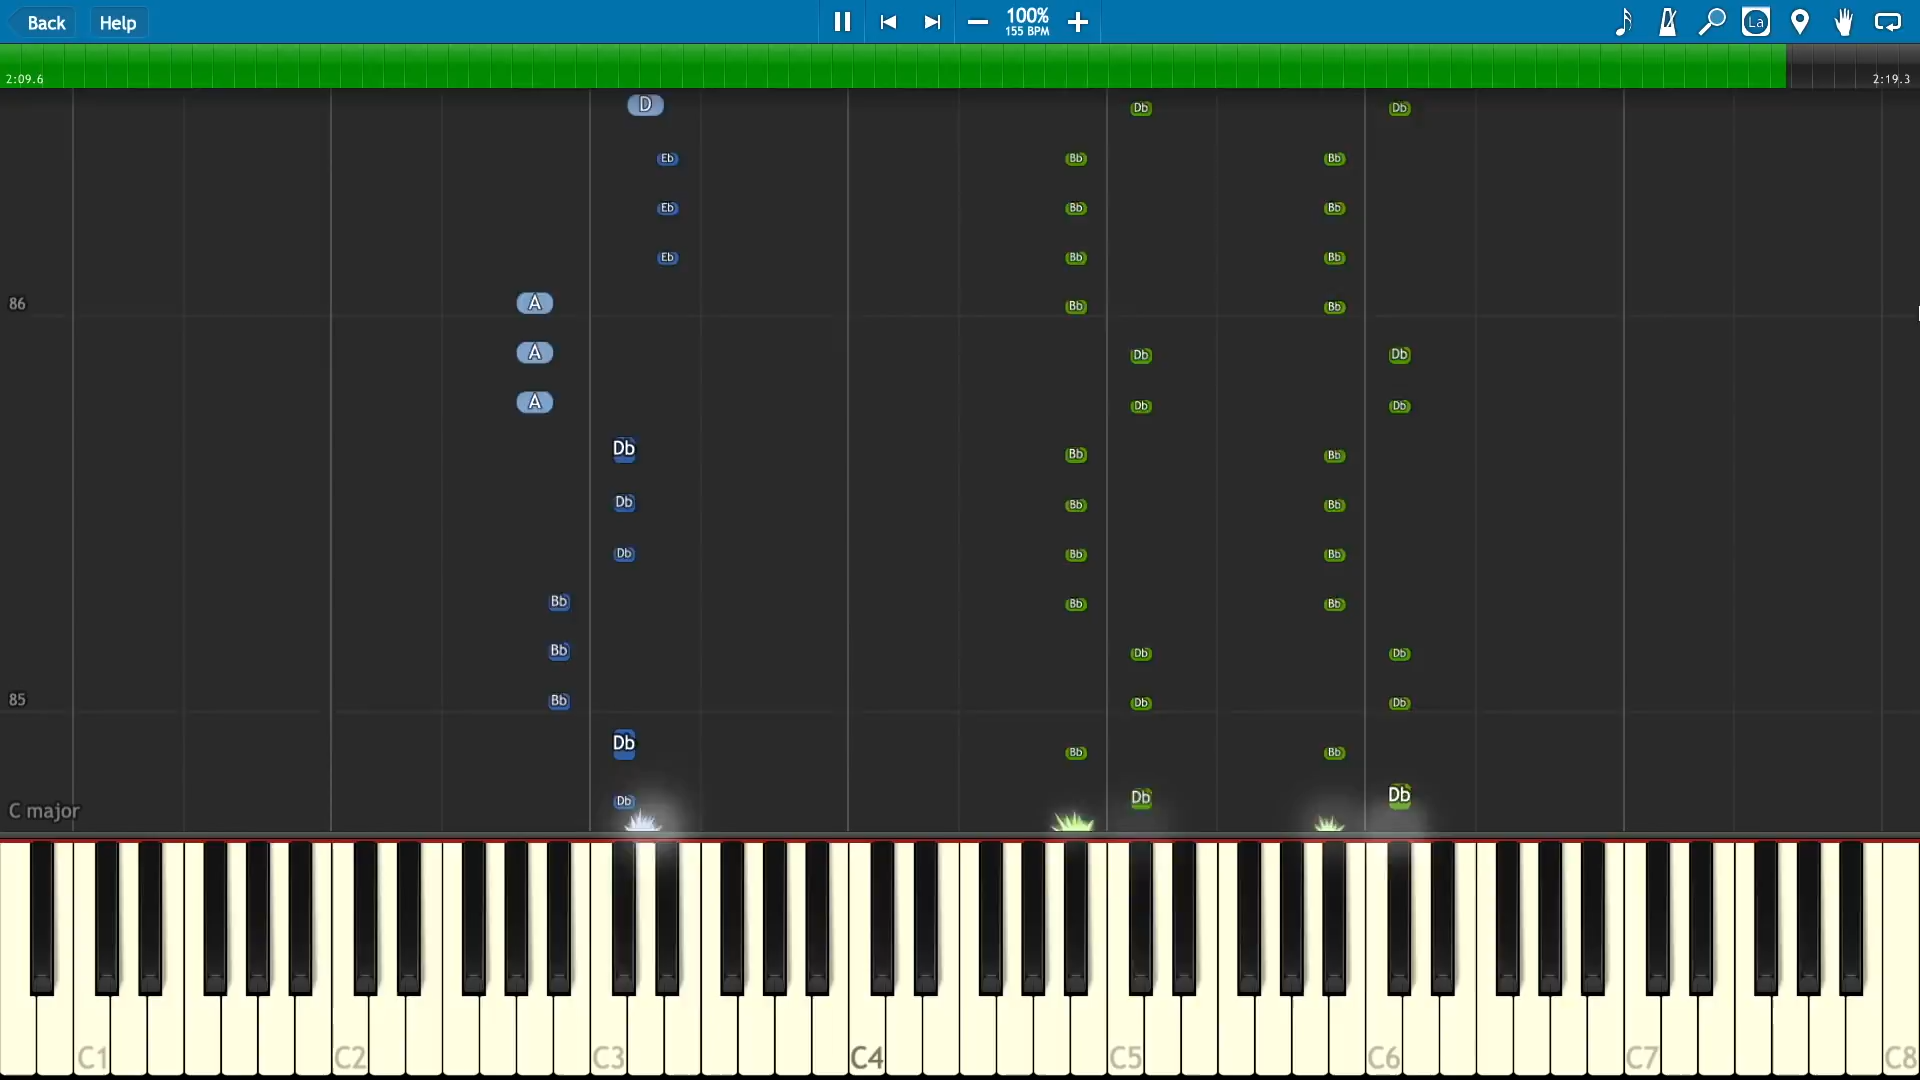 Back Help 100% La
155 BPM
2:09.6 2:19.3
D Db Db
Eb Bb Bb
Eb Bb Bb
Eb Bb Bb
86 A Bb Bb
A Db Db
A Db Db
Db Bb Bb
Db Bb Bb
Db Bb Bb
Bb Bb Bb
Bb Db Db
85 Bb Db Db
Db Bb Bb
Db Db Db
C major
C1 C2 C3 C4 C5 C6 C7 C8